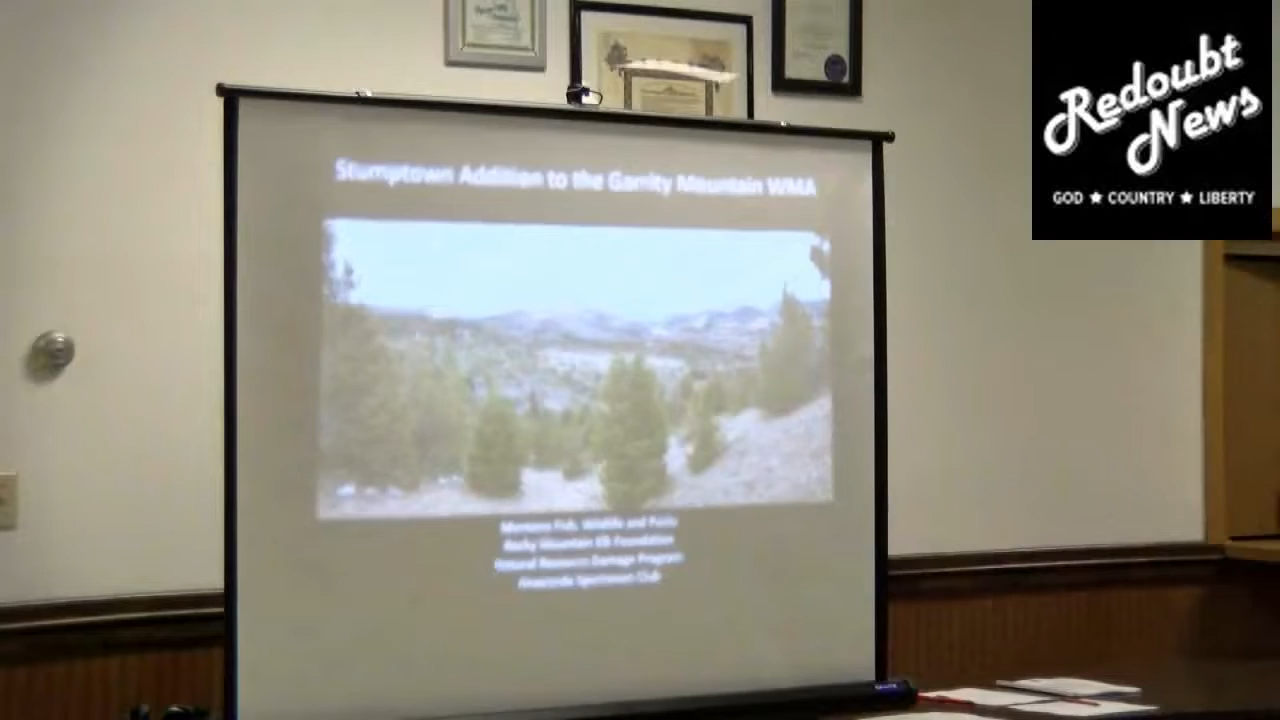 Redoubt
News
GOD ★ COUNTRY ★ LIBERTY
Stumptown Addition to the Garrity Mountain WMA
Montana Fish, Wildlife and Parks
Rocky Mountain Elk Foundation
Natural Resource Damage Program
Anaconda Sportsmen Club